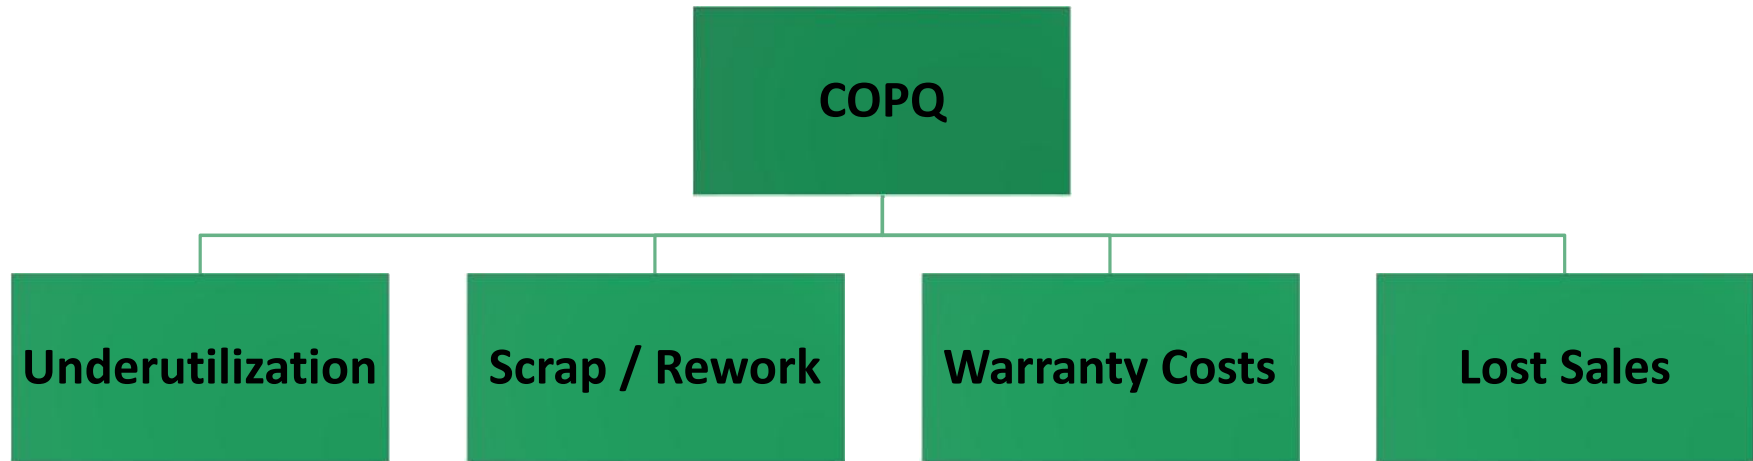 COPQ
Underutilization
Scrap / Rework
Warranty Costs
Lost Sales